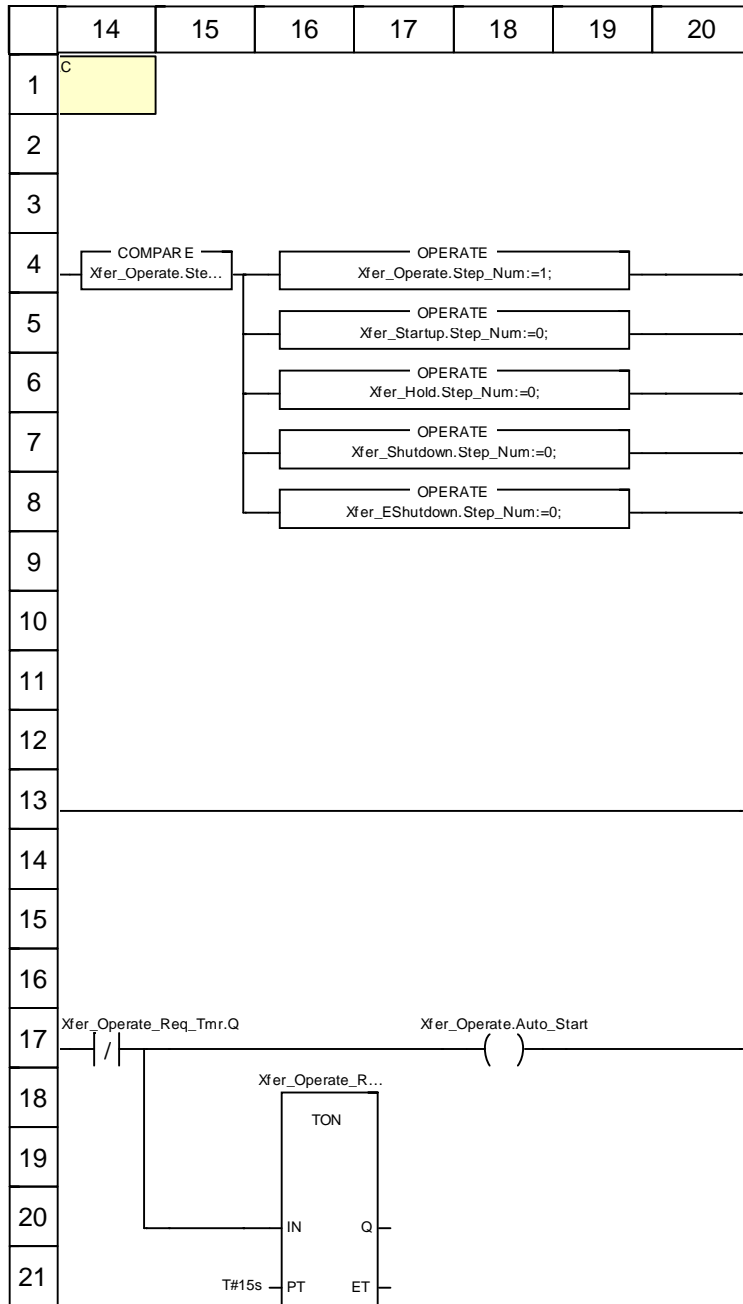 14 15 16 17 18 19 20
1 C
2
3
COMPARE OPERATE
4 Xfer_Operate.Ste... Xfer_Operate.Step_Num:=1;
OPERATE
5 Xfer_Startup.Step_Num:=0;
OPERATE
6 Xfer_Hold.Step_Num:=0;
OPERATE
7 Xfer_Shutdown.Step_Num:=0;
OPERATE
8 Xfer_EShutdown.Step_Num:=0;
9
10
11
12
13
14
15
16
Xfer_Operate_Req_Tmr.Q Xfer_Operate.Auto_Start
17 / ( )
Xfer_Operate_R...
18 TON
19
20 IN Q
21 T#15s PT ET